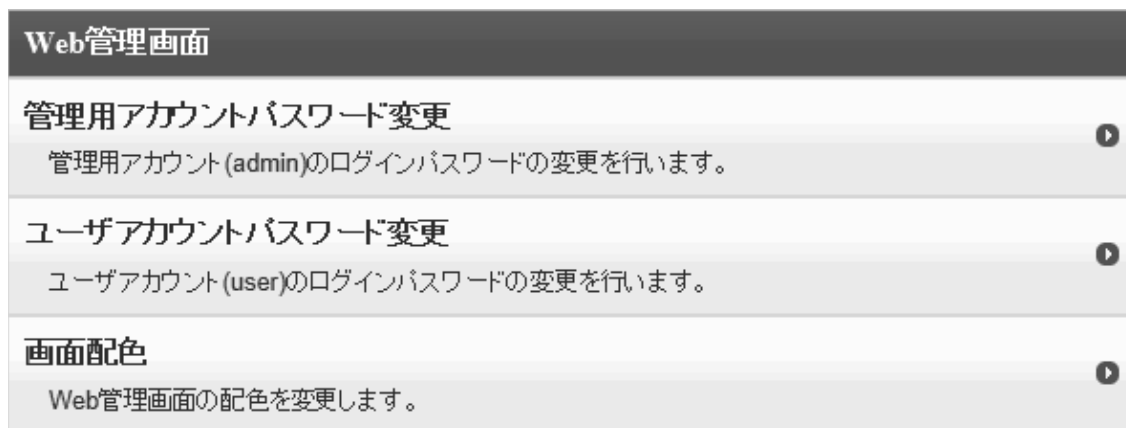 Web管理画面
管理用アカウントパスワード変更
管理用アカウント(admin)のログインパスワードの変更を行います。
ユーザアカウントパスワード変更
ユーザアカウント(user)のログインパスワードの変更を行います。
画面配色
Web管理画面の配色を変更します。